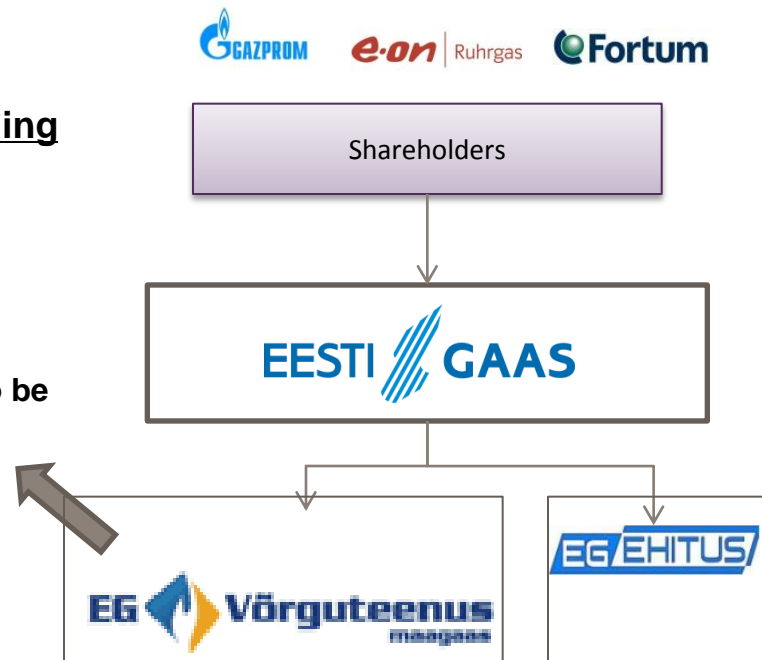 GAZPROM e·on Ruhrgas Fortum
ing
Shareholders
EESTI GAAS
o be
EG EHITUS
EG Võrguteenus
maagaas